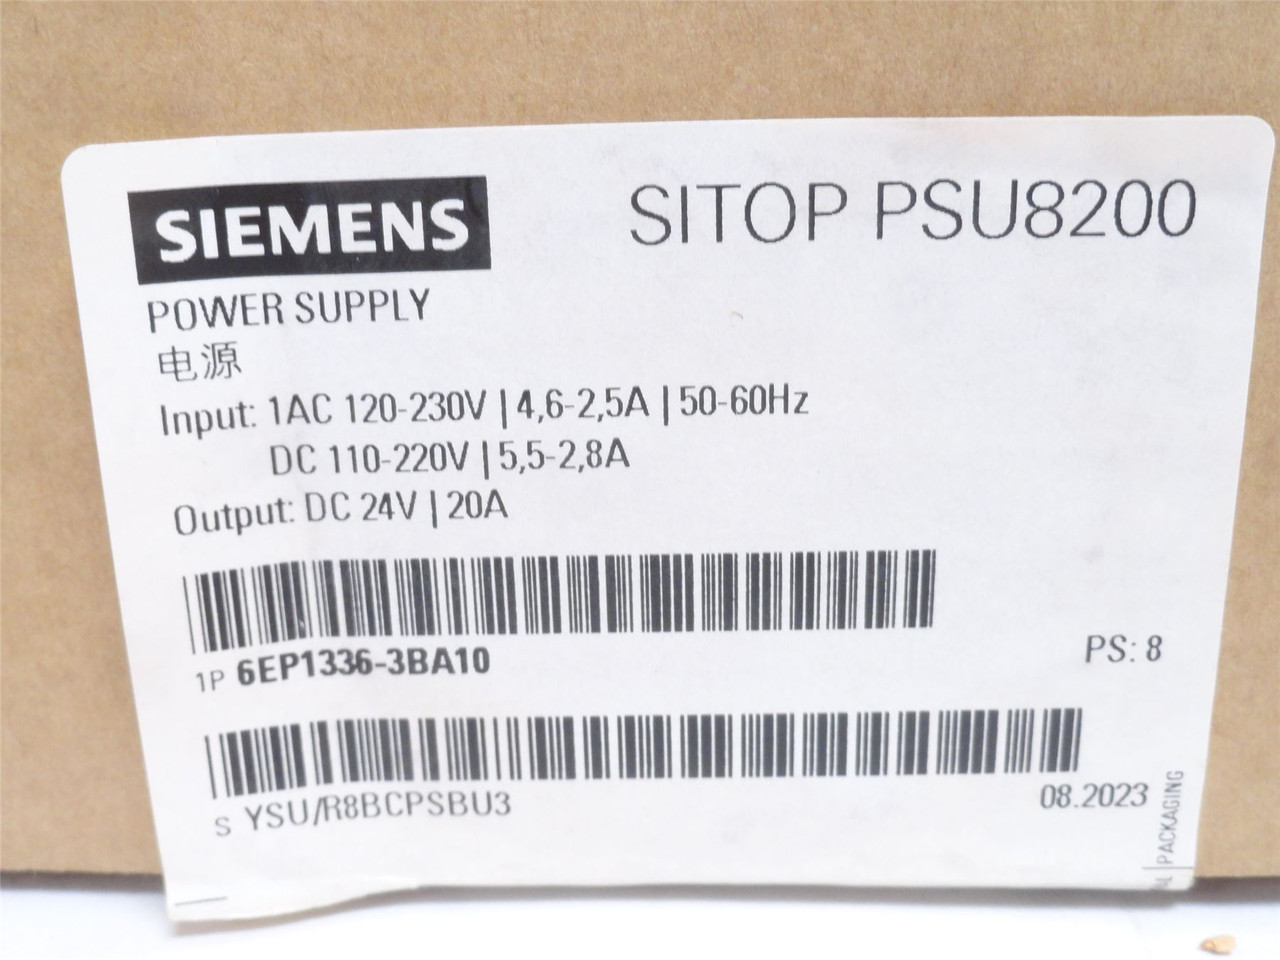 SIEMENS
SITOP PSU8200
POWER SUPPLY
电源
Input: 1AC 120-230V | 4,6-2,5A | 50-60Hz
DC 110-220V | 5,5-2,8A
Output: DC 24V | 20A
1P 6EP1336-3BA10
PS: 8
S YSU/R8BCPSBU3
08.2023
PACKAGING